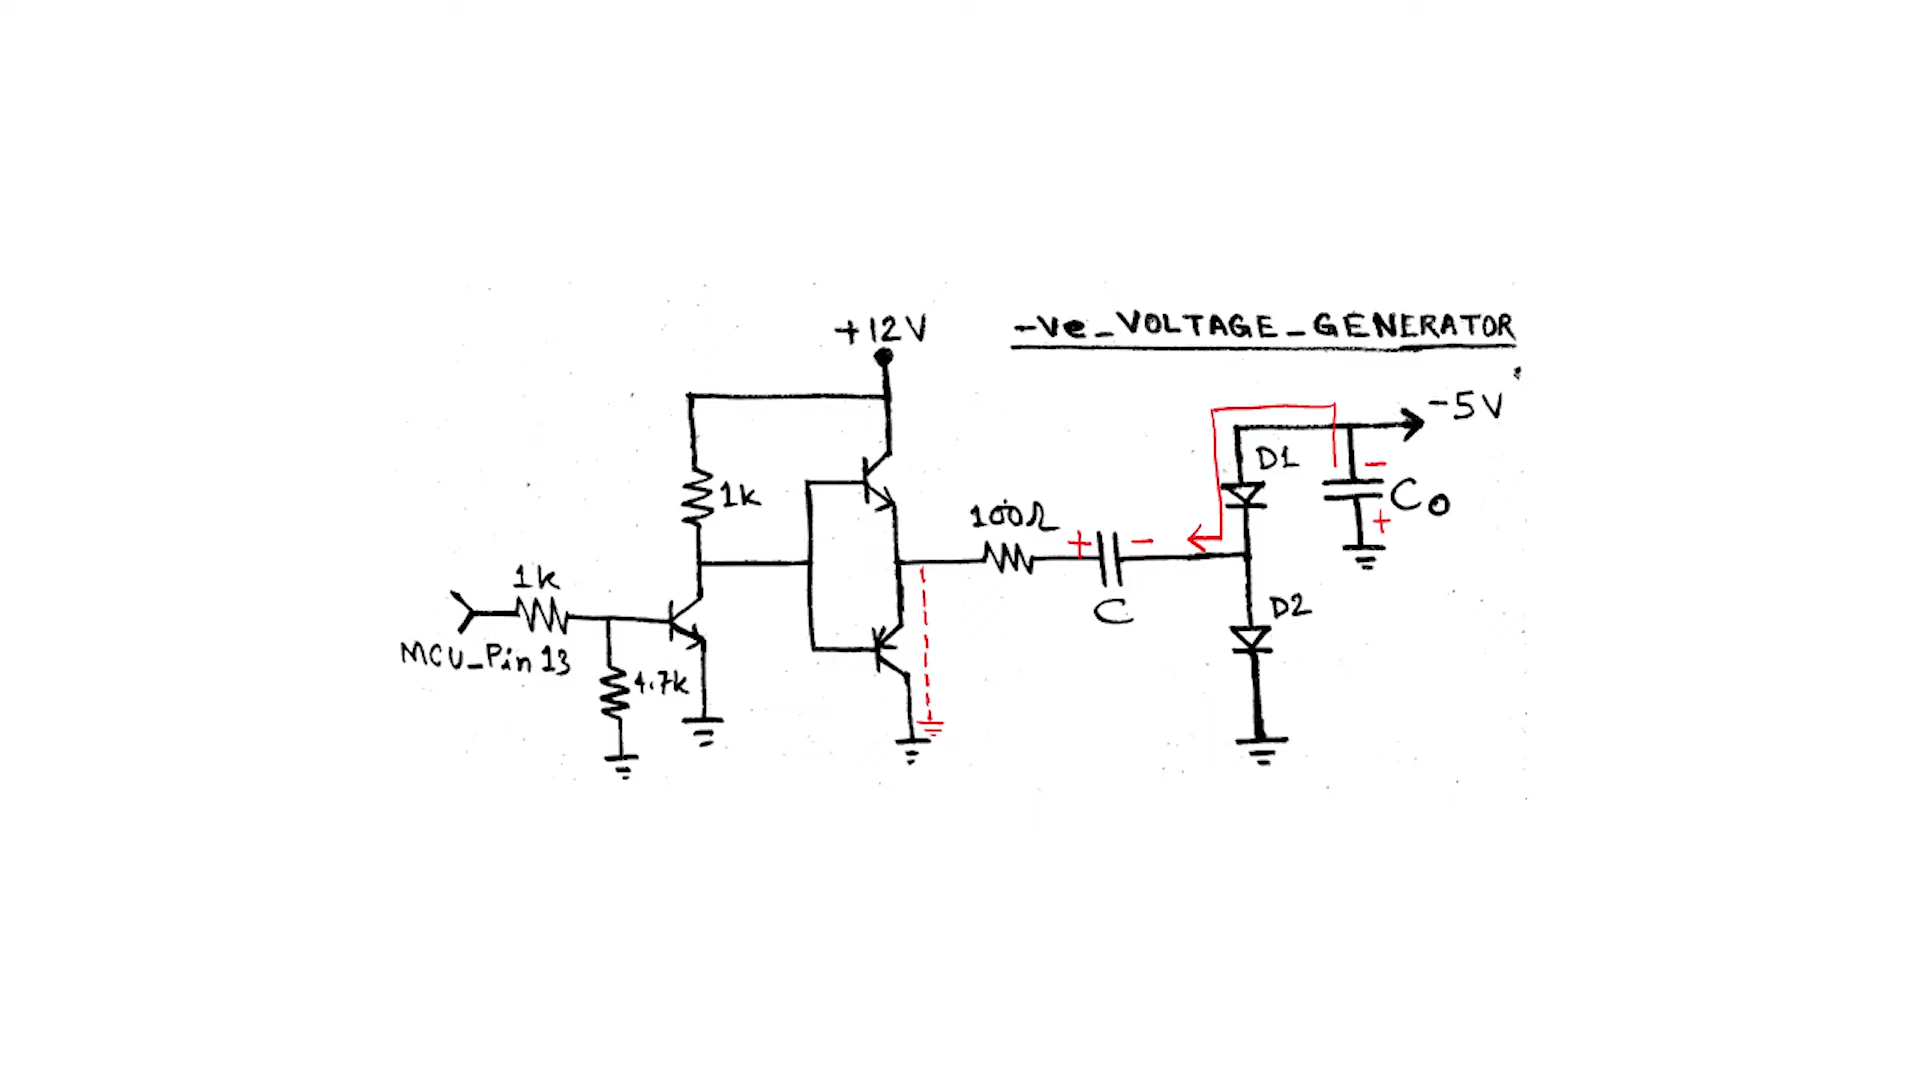 -Ve_VOLTAGE_GENERATOR
+12V
-5V
D1
1k
Co
100Ω
+
-
-
+
C
1k
D2
MCU_Pin 13
4.7k